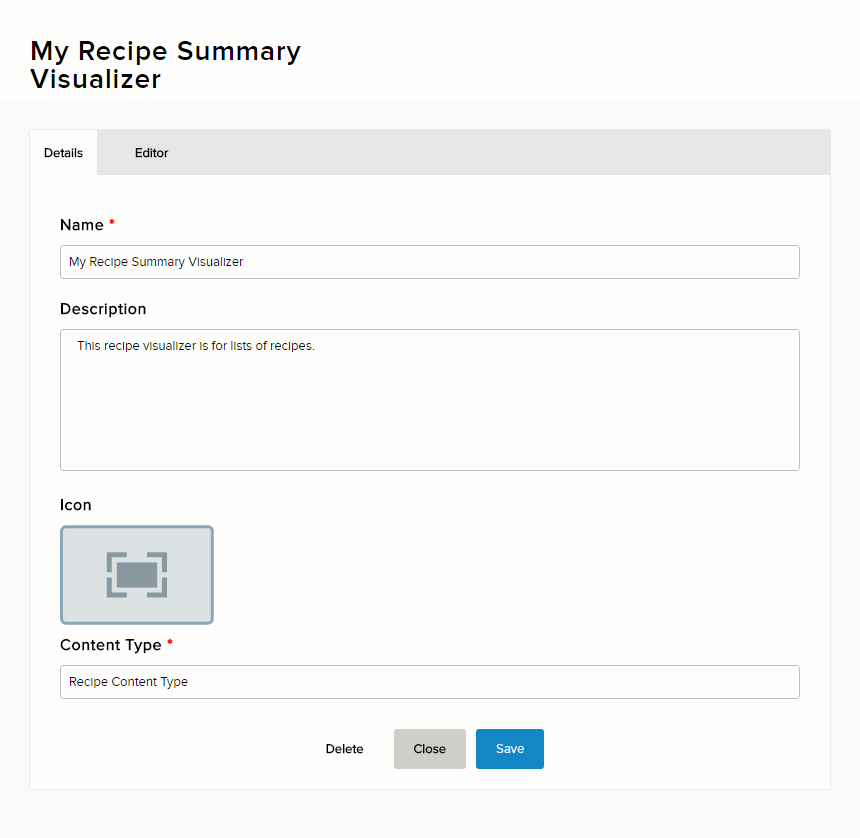 My Recipe Summary
Visualizer
Details Editor
Name *
My Recipe Summary Visualizer
Description
This recipe visualizer is for lists of recipes.
Icon
Content Type *
Recipe Content Type
Delete Close Save